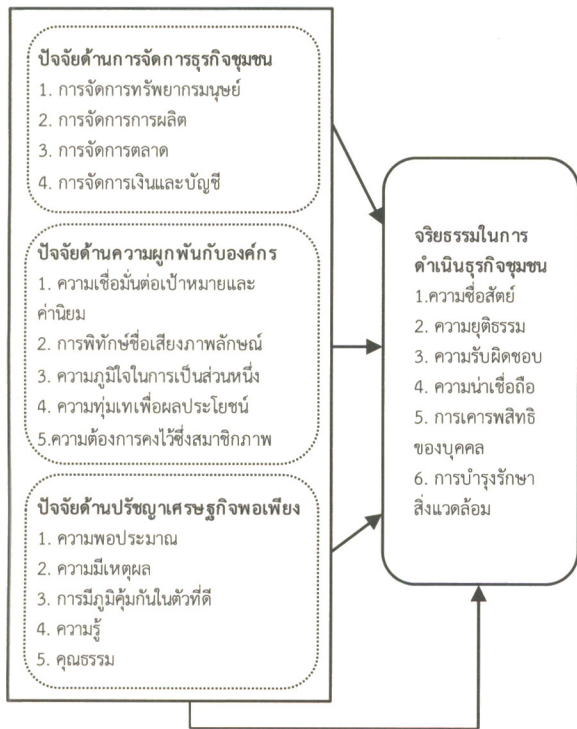 ปัจจัยด้านการจัดการธุรกิจชุมชน
1. การจัดการทรัพยากรมนุษย์
2. การจัดการการผลิต
3. การจัดการตลาด
4. การจัดการเงินและบัญชี
ปัจจัยด้านความผูกพันกับองค์กร
1. ความเชื่อมั่นต่อเป้าหมายและ
ค่านิยม
2. การพิทักษ์ชื่อเสียงภาพลักษณ์
3. ความภูมิใจในการเป็นส่วนหนึ่ง
4. ความทุ่มเทเพื่อผลประโยชน์
5.ความต้องการคงไว้ซึ่งสมาชิกภาพ
ปัจจัยด้านปรัชญาเศรษฐกิจพอเพียง
1. ความพอประมาณ
2. ความมีเหตุผล
3. การมีภูมิคุ้มกันในตัวที่ดี
4. ความรู้
5. คุณธรรม
จริยธรรมในการ
ดำเนินธุรกิจชุมชน
1.ความซื่อสัตย์
2. ความยุติธรรม
3. ความรับผิดชอบ
4. ความน่าเชื่อถือ
5. การเคารพสิทธิ
ของบุคคล
6. การบำรุงรักษา
สิ่งแวดล้อม